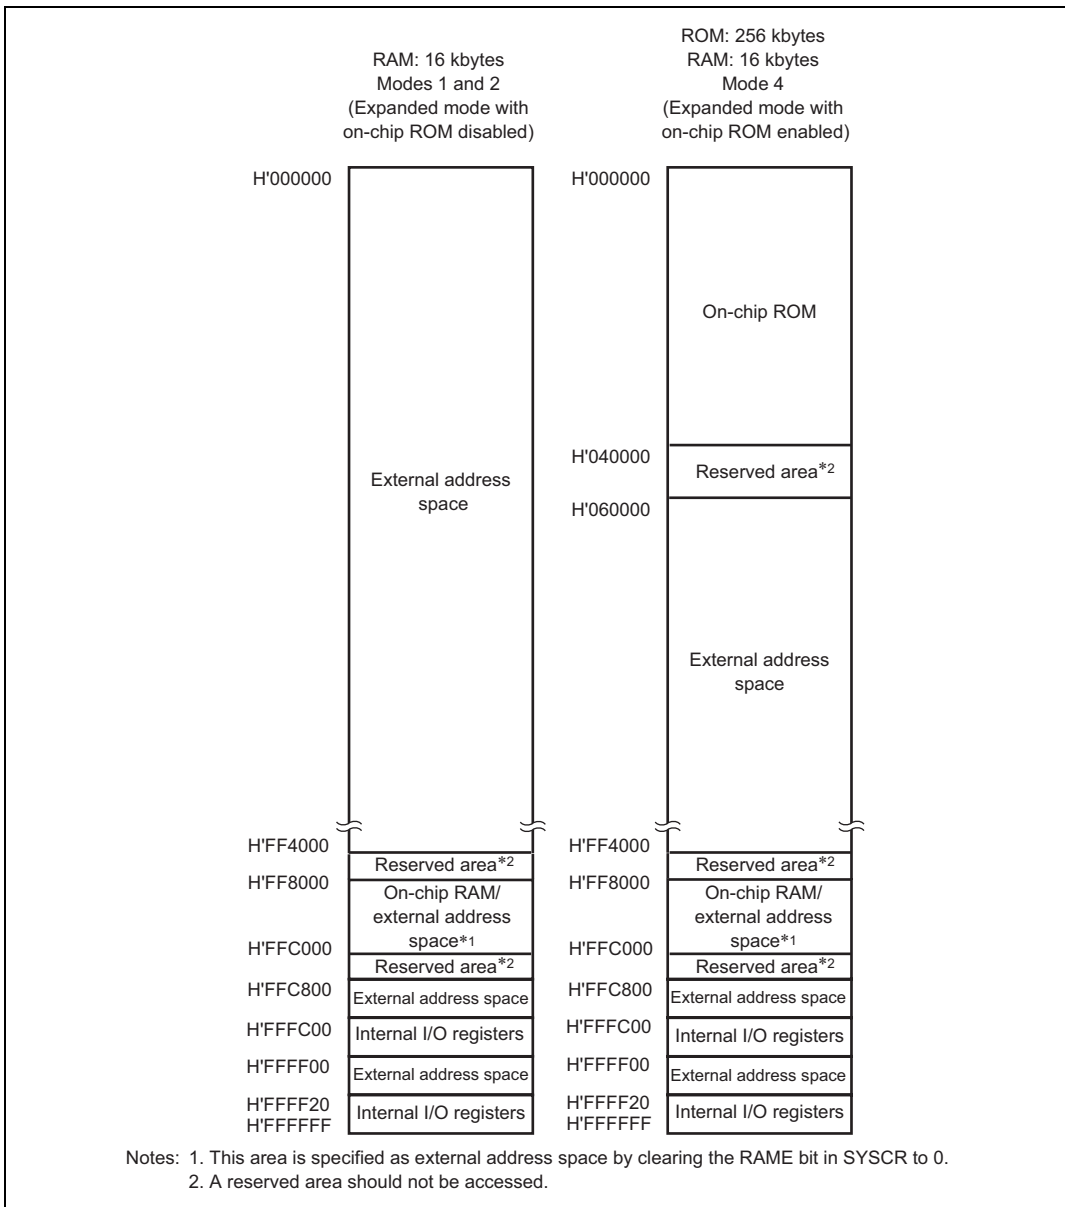 RAM: 16 kbytes
Modes 1 and 2
(Expanded mode with
on-chip ROM disabled)
H'000000
External address
space
H'FF4000
Reserved area*2
H'FF8000
On-chip RAM/
external address
space*1
H'FFC000
Reserved area*2
H'FFC800
External address space
H'FFFC00
Internal I/O registers
H'FFFF00
External address space
H'FFFF20
Internal I/O registers
H'FFFFFF
ROM: 256 kbytes
RAM: 16 kbytes
Mode 4
(Expanded mode with
on-chip ROM enabled)
H'000000
On-chip ROM
H'040000
Reserved area*2
H'060000
External address
space
H'FF4000
Reserved area*2
H'FF8000
On-chip RAM/
external address
space*1
H'FFC000
Reserved area*2
H'FFC800
External address space
H'FFFC00
Internal I/O registers
H'FFFF00
External address space
H'FFFF20
Internal I/O registers
H'FFFFFF
Notes: 1. This area is specified as external address space by clearing the RAME bit in SYSCR to 0.
2. A reserved area should not be accessed.